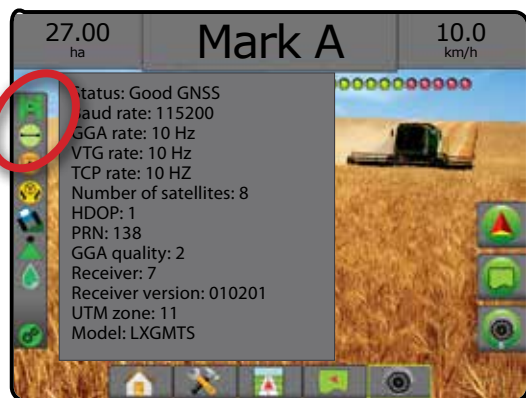 27.00
ha
Mark A
10.0
km/h
Status: Good GNSS
Baud rate: 115200
GGA rate: 10 Hz
VTG rate: 10 Hz
TCP rate: 10 HZ
Number of satellites: 8
HDOP: 1
PRN: 138
GGA quality: 2
Receiver: 7
Receiver version: 010201
UTM zone: 11
Model: LXGMTS